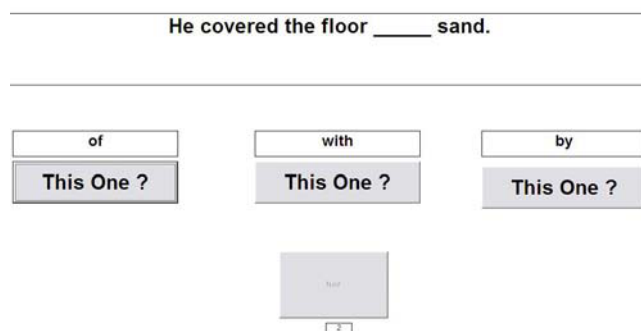 He covered the floor _____ sand.
of
with
by
This One ?
This One ?
This One ?
2